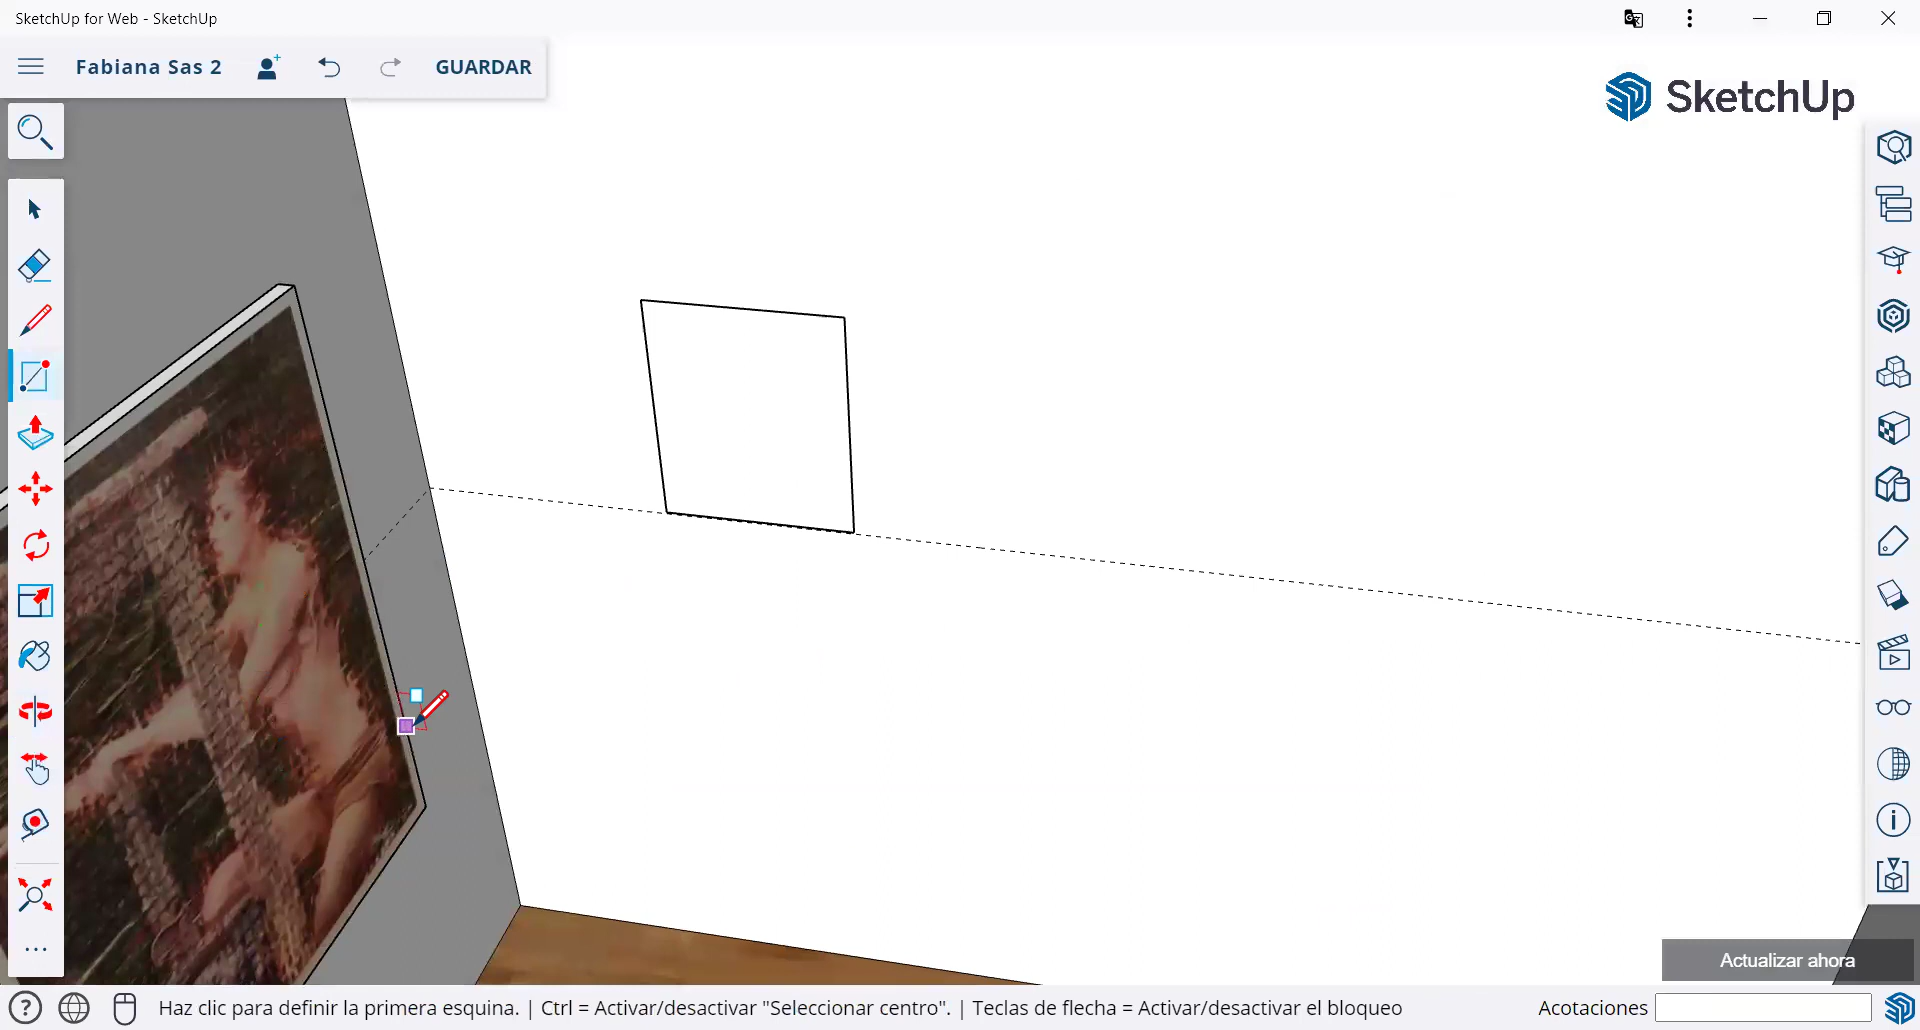 SketchUp for Web - SketchUp
Fabiana Sas 2
GUARDAR
SketchUp
Actualizar ahora
Haz clic para definir la primera esquina. | Ctrl = Activar/desactivar "Seleccionar centro". | Teclas de flecha = Activar/desactivar el bloqueo
Acotaciones